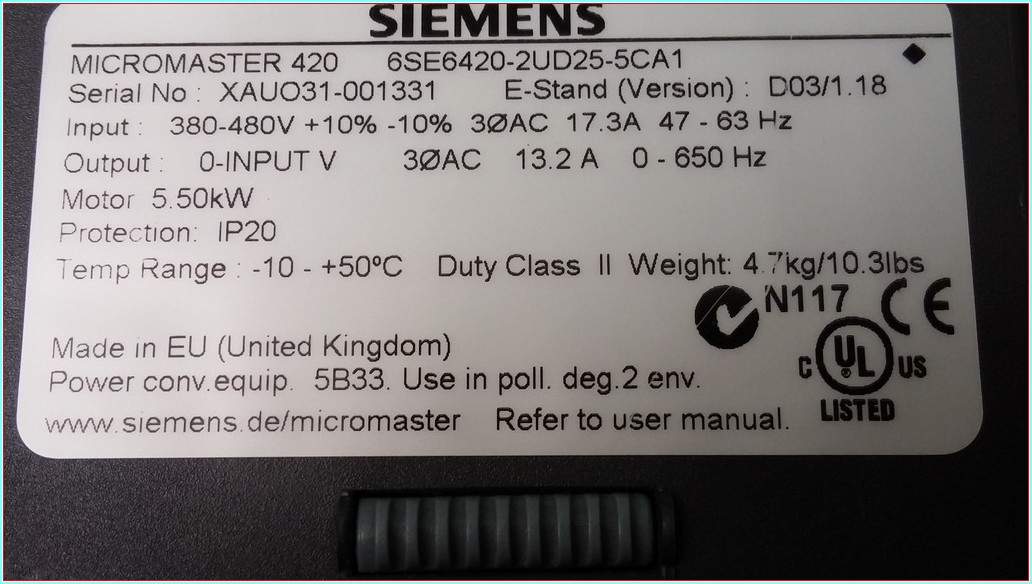 SIEMENS
MICROMASTER 420 6SE6420-2UD25-5CA1
Serial No : XAUO31-001331 E-Stand (Version) : D03/1.18
Input : 380-480V +10% -10% 3ØAC 17.3A 47 - 63 Hz
Output : 0-INPUT V 3ØAC 13.2 A 0 - 650 Hz
Motor 5.50kW
Protection: IP20
Temp Range : -10 - +50ºC Duty Class II Weight: 4.7kg/10.3lbs
N117 CE
Made in EU (United Kingdom)
C UL US
®
Power conv.equip. 5B33. Use in poll. deg.2 env.
LISTED
www.siemens.de/micromaster Refer to user manual.